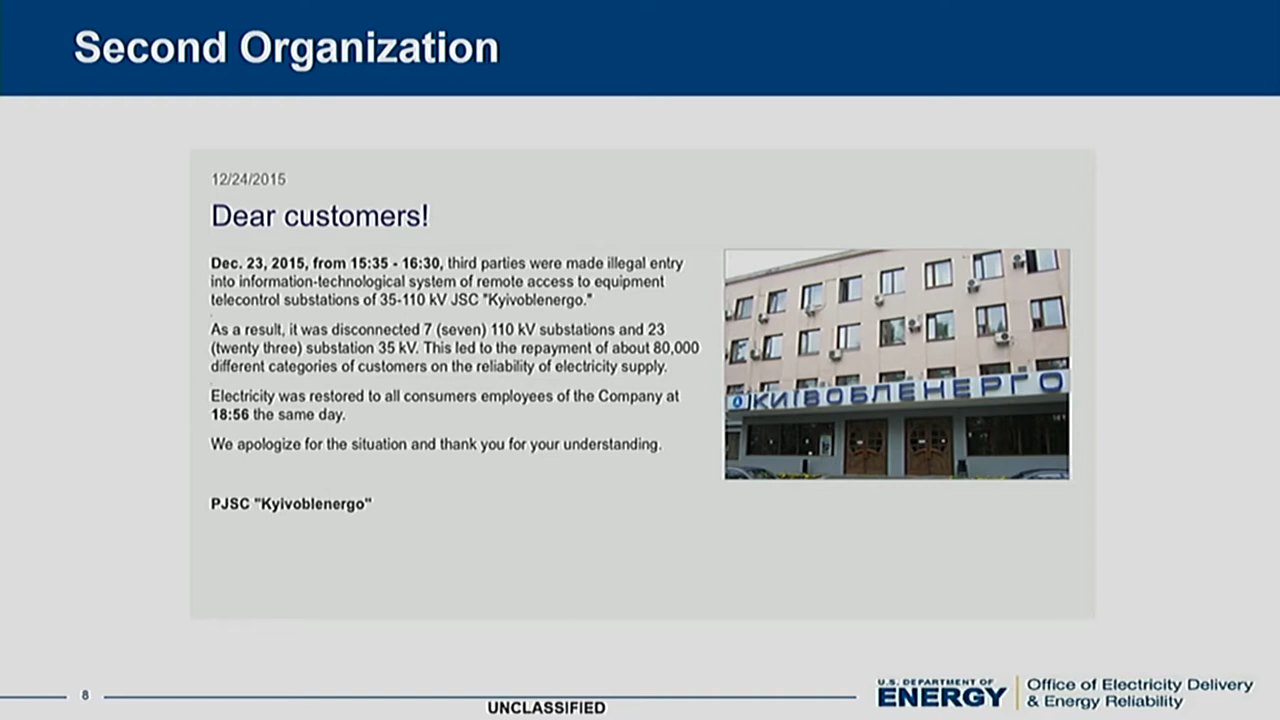 Second Organization
12/24/2015
Dear customers!
Dec. 23, 2015, from 15:35 - 16:30, third parties were made illegal entry
into information-technological system of remote access to equipment
telecontrol substations of 35-110 kV JSC "Kyivoblenergo."
As a result, it was disconnected 7 (seven) 110 kV substations and 23
(twenty three) substation 35 kV. This led to the repayment of about 80,000
different categories of customers on the reliability of electricity supply.
Electricity was restored to all consumers employees of the Company at
18:56 the same day.
We apologize for the situation and thank you for your understanding.
PJSC "Kyivoblenergo"
КИЇВОБЛЕНЕРГО
8
UNCLASSIFIED
U.S. DEPARTMENT OF
ENERGY
Office of Electricity Delivery
& Energy Reliability